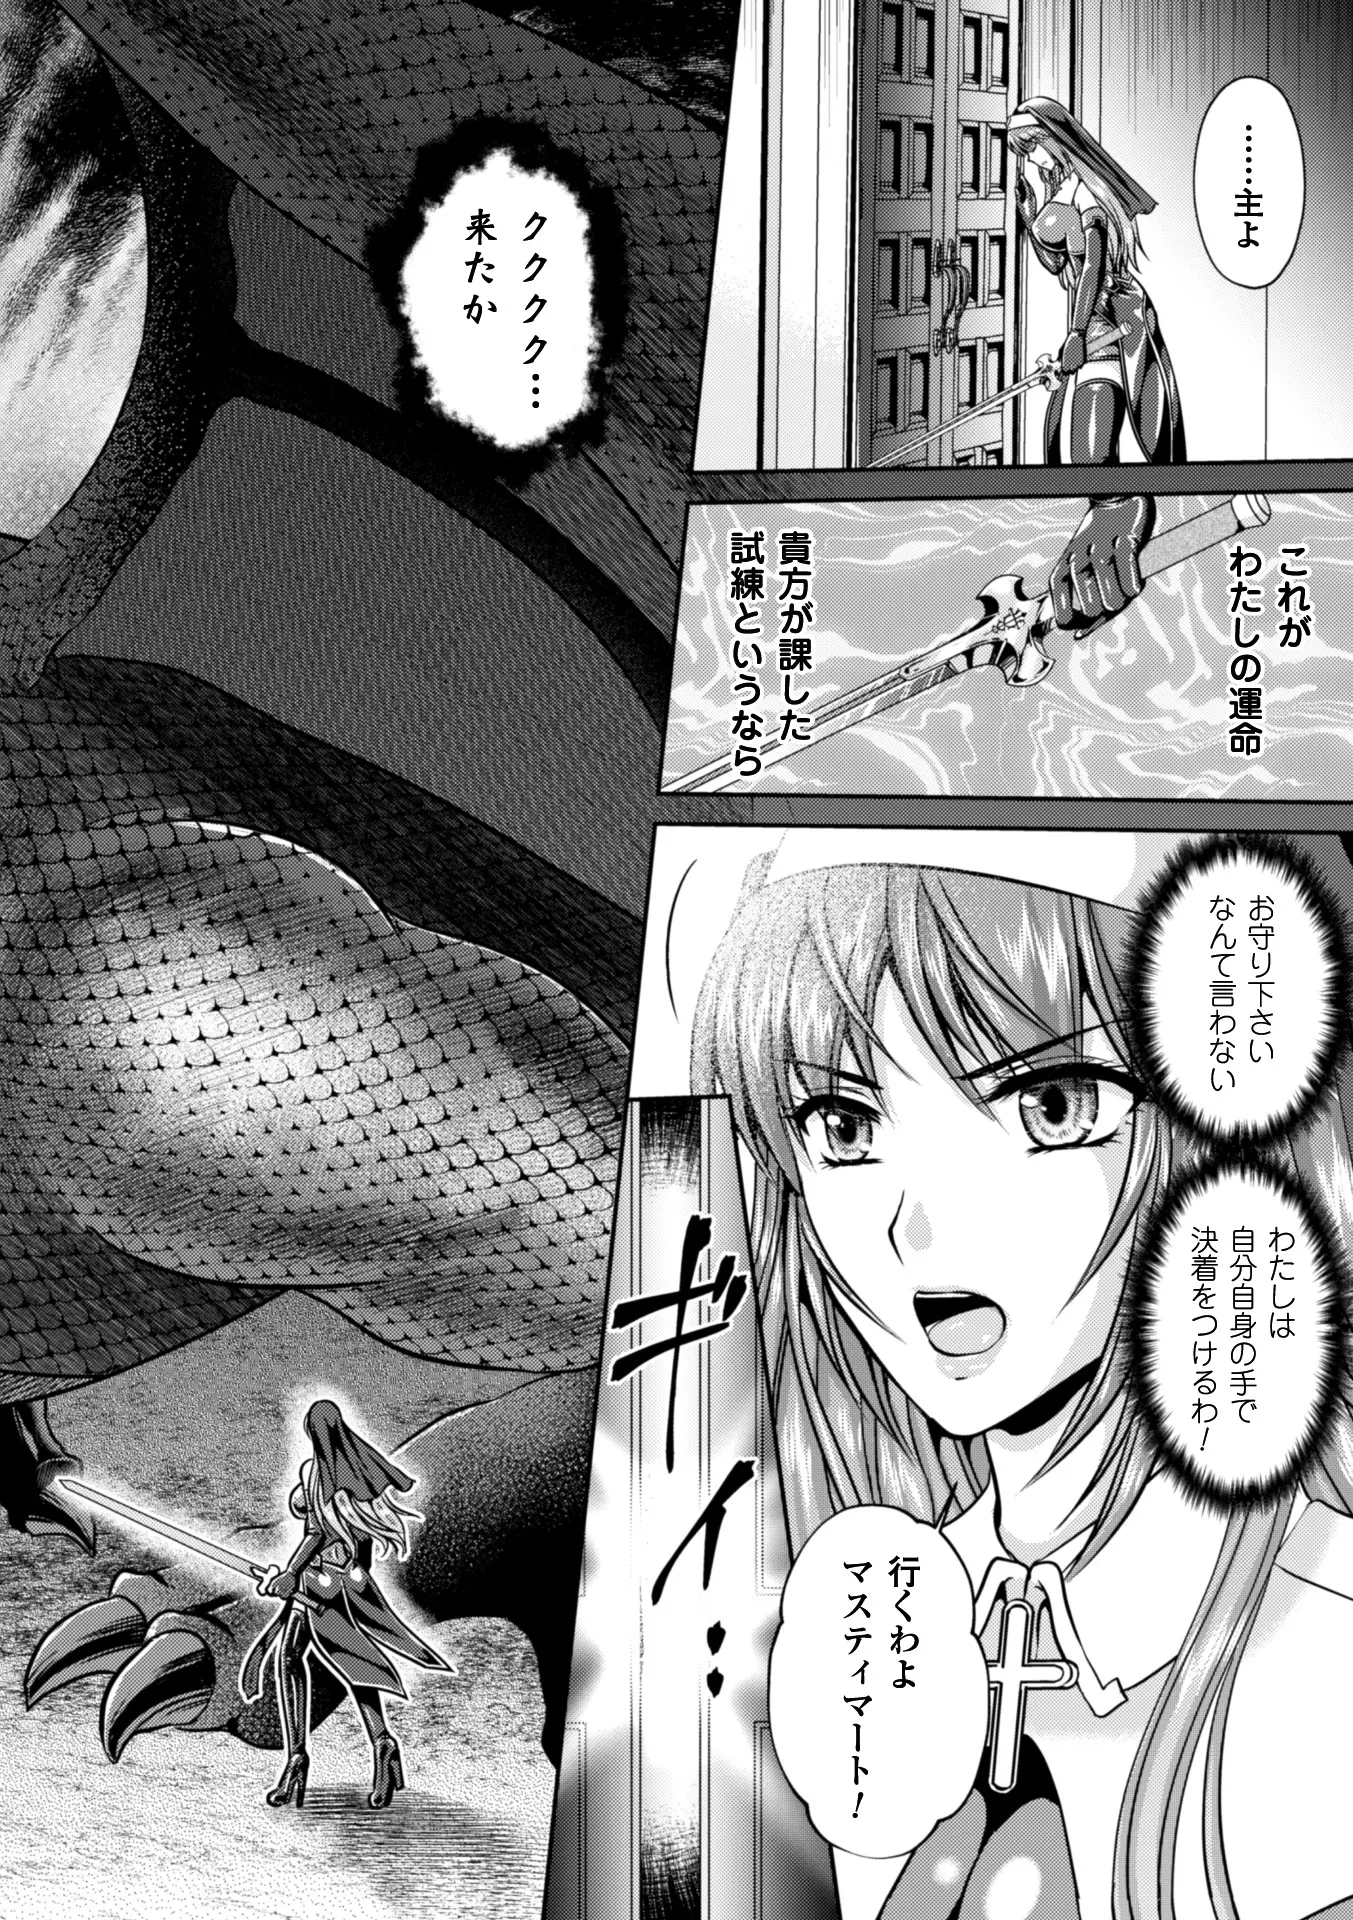 ……主よ
これが
わたしの運命
貴方が課した
試練というなら
お守り下さい
なんて言わない
わたしは
自分自身の手で
決着をつけるわ！
行くわよ
マスティマート！
ギィ…
クククク…
来たか